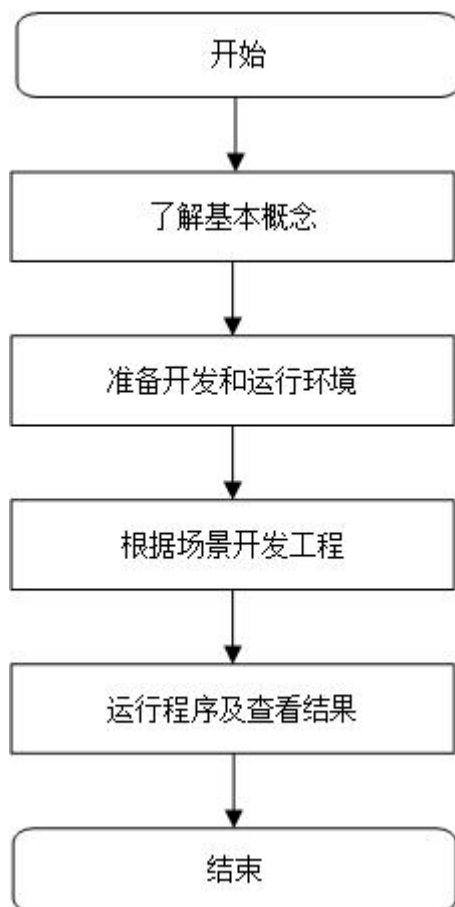 开始
了解基本概念
准备开发和运行环境
根据场景开发工程
运行程序及查看结果
结束